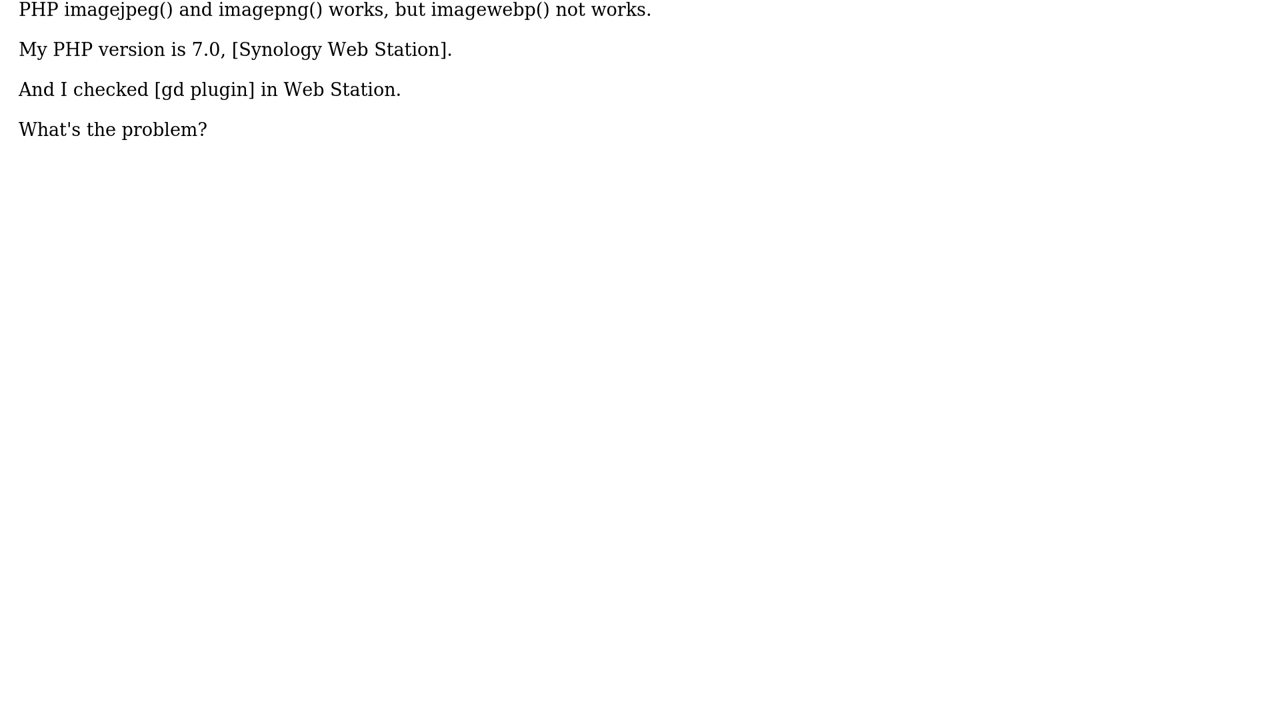 PHP imagejpeg() and imagepng() works, but imagewebp() not works.
My PHP version is 7.0, [Synology Web Station].
And I checked [gd plugin] in Web Station.
What's the problem?